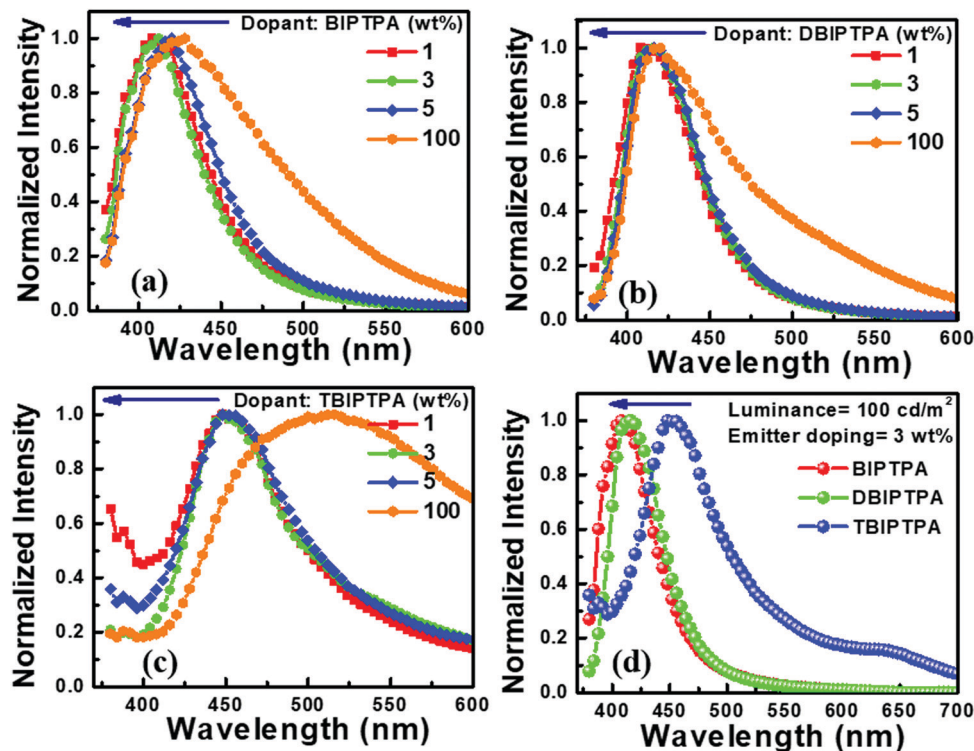 Dopant: BIPTPA (wt%)
1
3
5
100
Normalized Intensity
1.0
0.8
0.6
0.4
0.2
0.0
(a)
400 450 500 550 600
Wavelength (nm)
Dopant: DBIPTPA (wt%)
1
3
5
100
Normalized Intensity
1.0
0.8
0.6
0.4
0.2
0.0
(b)
400 450 500 550 600
Wavelength (nm)
Dopant: TBIPTPA (wt%)
1
3
5
100
Normalized Intensity
1.0
0.8
0.6
0.4
0.2
0.0
(c)
400 450 500 550 600
Wavelength (nm)
Luminance= 100 cd/m²
Emitter doping= 3 wt%
BIPTPA
DBIPTPA
TBIPTPA
Normalized Intensity
1.0
0.8
0.6
0.4
0.2
0.0
(d)
400 450 500 550 600 650 700
Wavelength (nm)